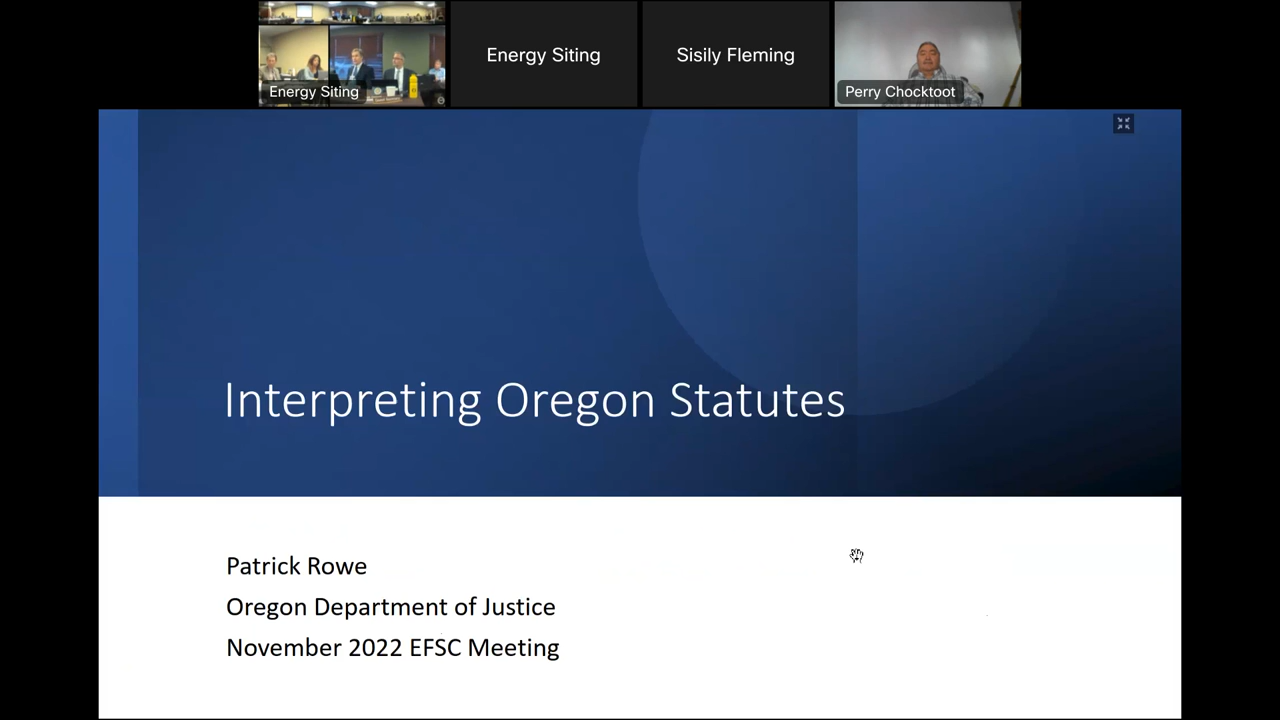 Energy Siting
Energy Siting
Sisily Fleming
Perry Chocktoot
Interpreting Oregon Statutes
Patrick Rowe
Oregon Department of Justice
November 2022 EFSC Meeting